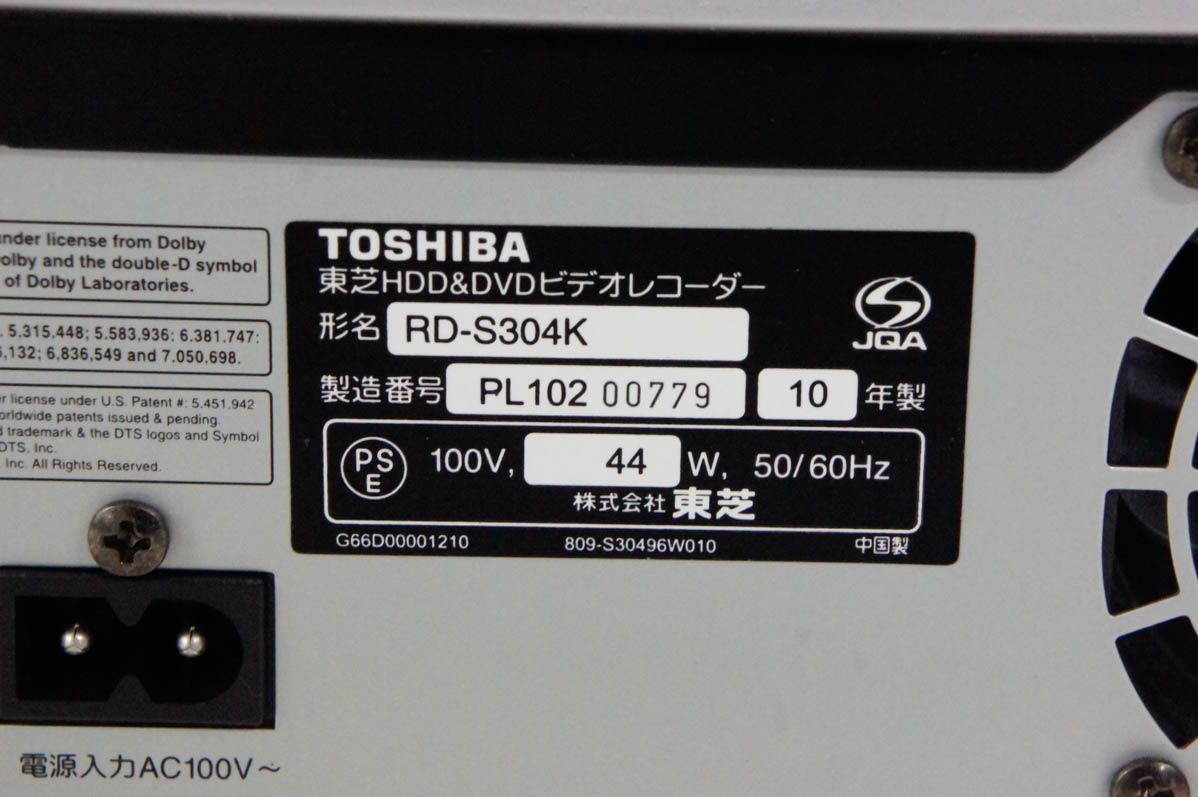 under license from Dolby
Dolby and the double-D symbol
of Dolby Laboratories.
5.315.448; 5.583,936: 6.381.747:
,132; 6,836,549 and 7.050,698.
license under U.S. Patent #: 5.451.942
worldwide patents issued & pending.
trademark & the DTS logos and Symbol
DTS, Inc.
Inc. All Rights Reserved.
TOSHIBA
東芝HDD&DVDビデオレコーダー
形名 RD-S304K
JQA
製造番号 PL102 00779 10 年製
PS E 100V, 44 W, 50/60Hz
株式会社 東芝
G66D00001210 809-S30496W010 中国製
電源入力AC100V~